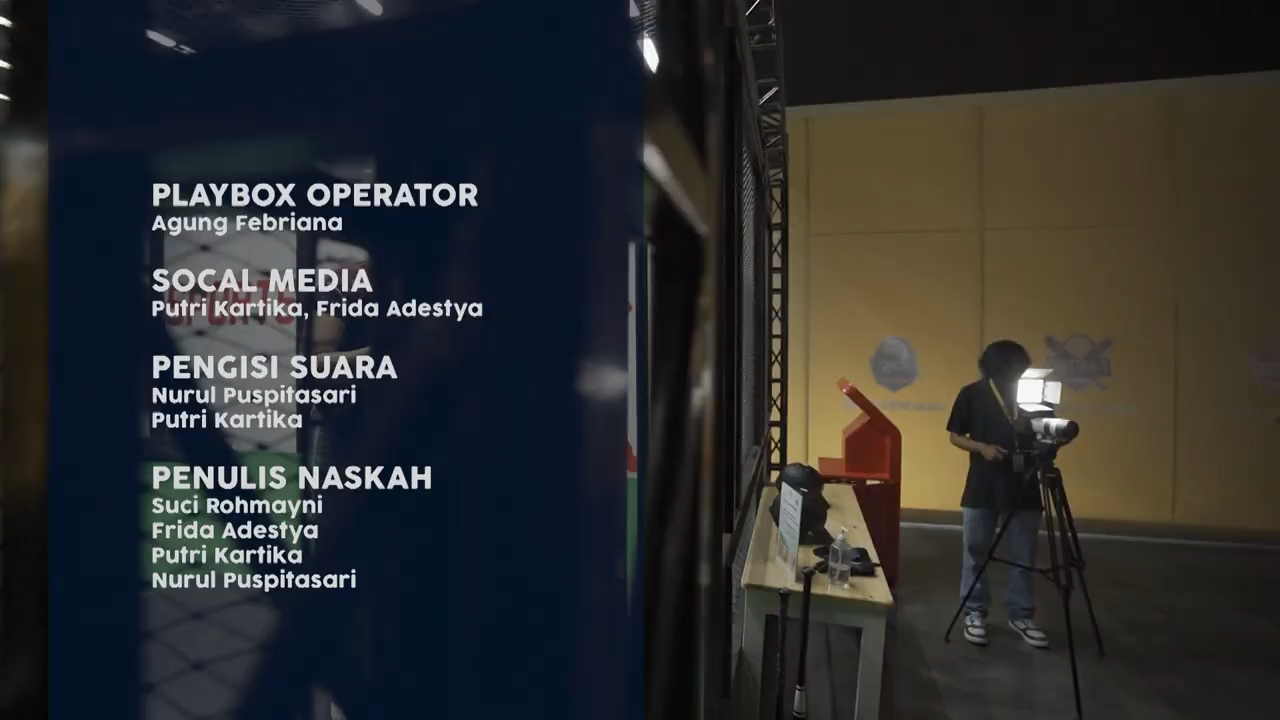 PLAYBOX OPERATOR
Agung Febriana
SOCAL MEDIA
Putri Kartika, Frida Adestya
PENGISI SUARA
Nurul Puspitasari
Putri Kartika
PENULIS NASKAH
Suci Rohmayni
Frida Adestya
Putri Kartika
Nurul Puspitasari
SPORTS